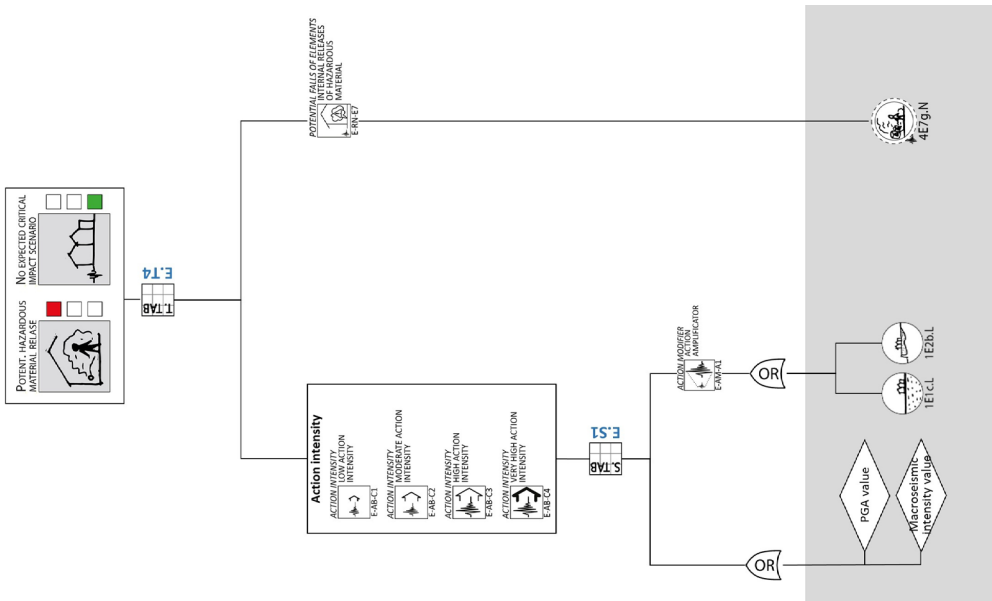 POTENT. HAZARDOUS
MATERIAL RELASE
NO EXPECTED CRITICAL
IMPACT SCENARIO
T.TAB
E.T4
Action intensity
ACTION INTENSITY
LOW ACTION
INTENSITY
E-AB-C1
ACTION INTENSITY
MODERATE ACTION
INTENSITY
E-AB-C2
ACTION INTENSITY
HIGH ACTION
INTENSITY
E-AB-C3
ACTION INTENSITY
VERY HIGH ACTION
INTENSITY
E-AB-C4
POTENTIAL FALLS OF ELEMENTS
INTERNAL RELEASES
OF HAZARDOUS
MATERIAL
E-RN-E7
S.TAB
E.S1
ACTION MODIFIER
ACTION
AMPLIFICATOR
E-AM-A1
OR
OR
PGA value
Macroseismic
intensity value
1E1c.L
1E2b.L
4E7g.N